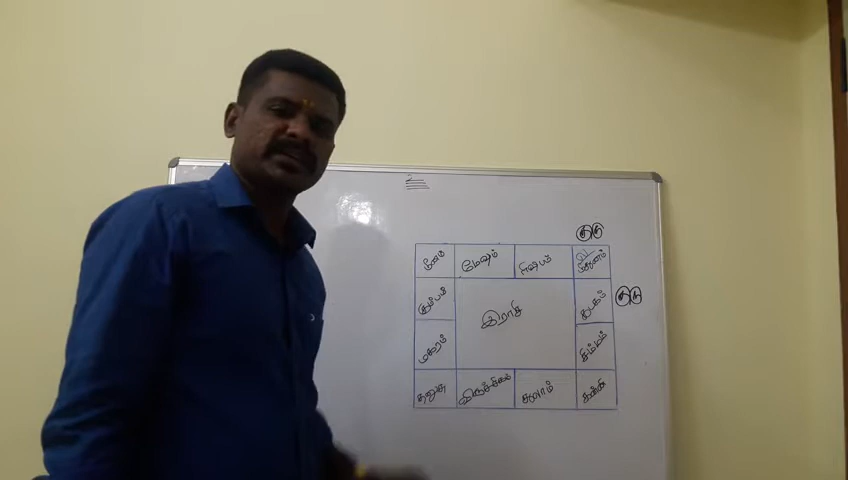 உ
குரு
மீனம் மேஷம் ரிஷபம் மிதுனம்
கும்பம் கடகம் குரு
இராசி
மகரம் சிம்மம்
தனுசு விருச்சிகம் துலாம் கன்னி